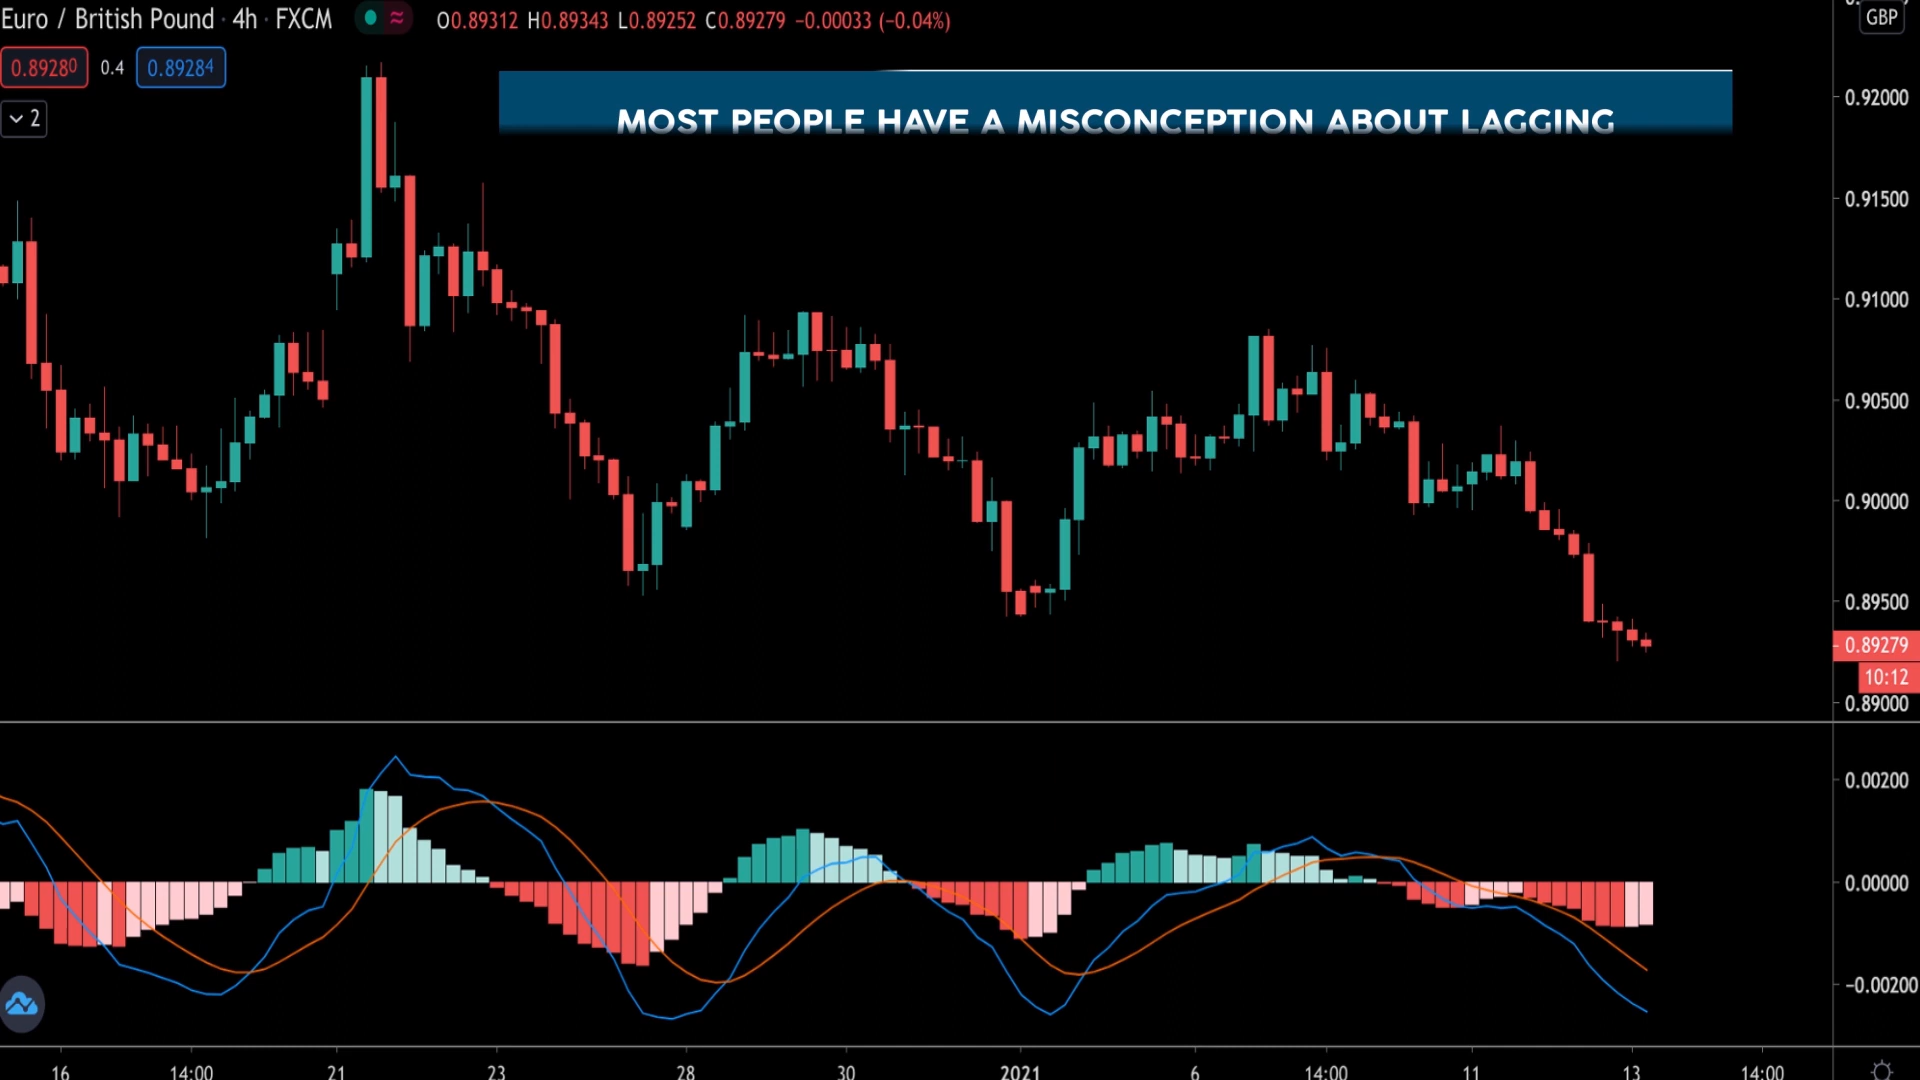 Euro / British Pound · 4h · FXCM O0.89312 H0.89343 L0.89252 C0.89279 −0.00033 (−0.04%)
GBP
0.89280 0.4 0.89284
2
MOST PEOPLE HAVE A MISCONCEPTION ABOUT LAGGING
0.92000
0.91500
0.91000
0.90500
0.90000
0.89500
0.89279
10:12
0.89000
0.00200
0.00000
−0.00200
16 14:00 21 23 28 30 2021 6 14:00 11 13 14:00